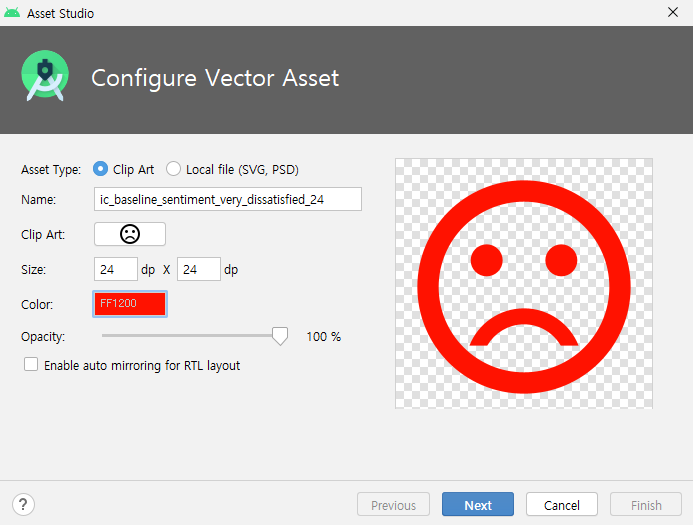 Asset Studio
Configure Vector Asset
Asset Type: Clip Art Local file (SVG, PSD)
Name: ic_baseline_sentiment_very_dissatisfied_24
Clip Art:
Size: 24 dp X 24 dp
Color: FF1200
Opacity: 100 %
Enable auto mirroring for RTL layout
? Previous Next Cancel Finish